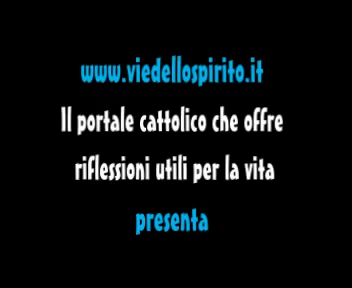 www.viedellospirito.it
Il portale cattolico che offre
riflessioni utili per la vita
presenta